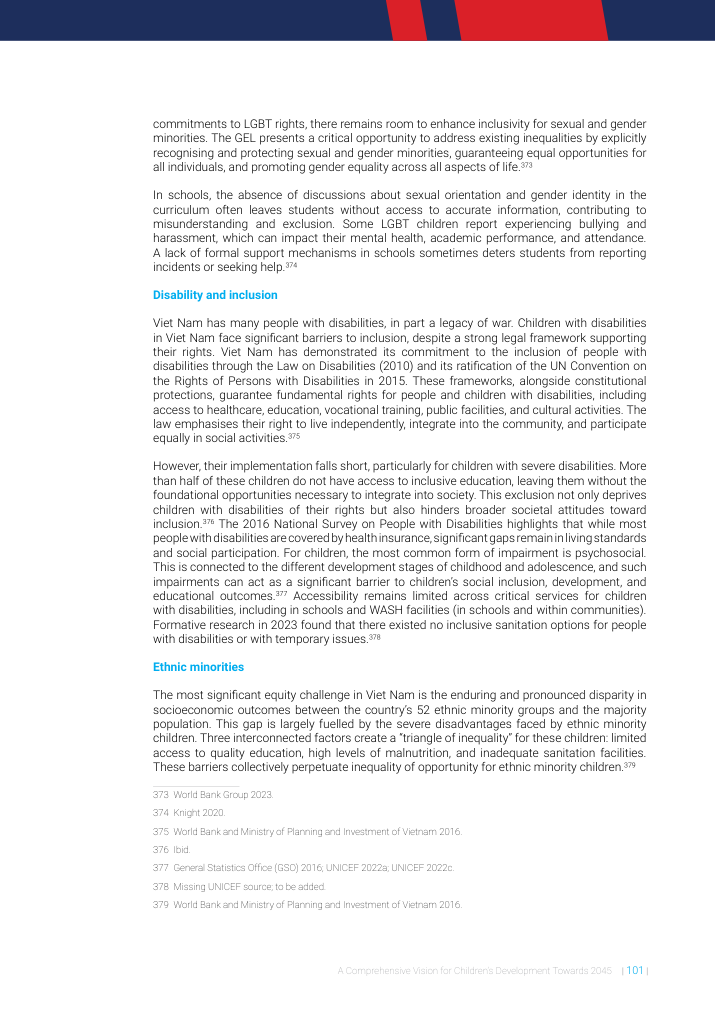 commitments to LGBT rights, there remains room to enhance inclusivity for sexual and gender
minorities. The GEL presents a critical opportunity to address existing inequalities by explicitly
recognising and protecting sexual and gender minorities, guaranteeing equal opportunities for
all individuals, and promoting gender equality across all aspects of life.373
In schools, the absence of discussions about sexual orientation and gender identity in the
curriculum often leaves students without access to accurate information, contributing to
misunderstanding and exclusion. Some LGBT children report experiencing bullying and
harassment, which can impact their mental health, academic performance, and attendance.
A lack of formal support mechanisms in schools sometimes deters students from reporting
incidents or seeking help.374
Disability and inclusion
Viet Nam has many people with disabilities, in part a legacy of war. Children with disabilities
in Viet Nam face significant barriers to inclusion, despite a strong legal framework supporting
their rights. Viet Nam has demonstrated its commitment to the inclusion of people with
disabilities through the Law on Disabilities (2010) and its ratification of the UN Convention on
the Rights of Persons with Disabilities in 2015. These frameworks, alongside constitutional
protections, guarantee fundamental rights for people and children with disabilities, including
access to healthcare, education, vocational training, public facilities, and cultural activities. The
law emphasises their right to live independently, integrate into the community, and participate
equally in social activities.375
However, their implementation falls short, particularly for children with severe disabilities. More
than half of these children do not have access to inclusive education, leaving them without the
foundational opportunities necessary to integrate into society. This exclusion not only deprives
children with disabilities of their rights but also hinders broader societal attitudes toward
inclusion.376 The 2016 National Survey on People with Disabilities highlights that while most
people with disabilities are covered by health insurance, significant gaps remain in living standards
and social participation. For children, the most common form of impairment is psychosocial.
This is connected to the different development stages of childhood and adolescence, and such
impairments can act as a significant barrier to children's social inclusion, development, and
educational outcomes.377 Accessibility remains limited across critical services for children
with disabilities, including in schools and WASH facilities (in schools and within communities).
Formative research in 2023 found that there existed no inclusive sanitation options for people
with disabilities or with temporary issues.378
Ethnic minorities
The most significant equity challenge in Viet Nam is the enduring and pronounced disparity in
socioeconomic outcomes between the country's 52 ethnic minority groups and the majority
population. This gap is largely fuelled by the severe disadvantages faced by ethnic minority
children. Three interconnected factors create a "triangle of inequality" for these children: limited
access to quality education, high levels of malnutrition, and inadequate sanitation facilities.
These barriers collectively perpetuate inequality of opportunity for ethnic minority children.379
373 World Bank Group 2023.
374 Knight 2020.
375 World Bank and Ministry of Planning and Investment of Vietnam 2016.
376 Ibid.
377 General Statistics Office (GSO) 2016; UNICEF 2022a; UNICEF 2022c.
378 Missing UNICEF source; to be added.
379 World Bank and Ministry of Planning and Investment of Vietnam 2016.
A Comprehensive Vision for Children's Development Towards 2045 | 101 |